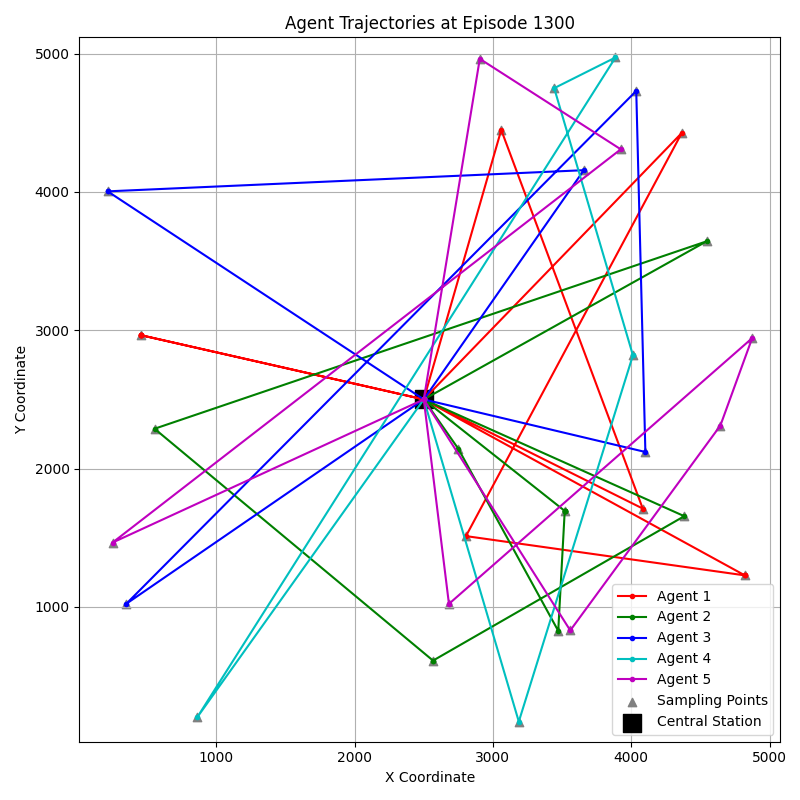 Agent Trajectories at Episode 1300
Y Coordinate
5000
4000
3000
2000
1000
1000
2000
3000
4000
5000
X Coordinate
Agent 1
Agent 2
Agent 3
Agent 4
Agent 5
Sampling Points
Central Station